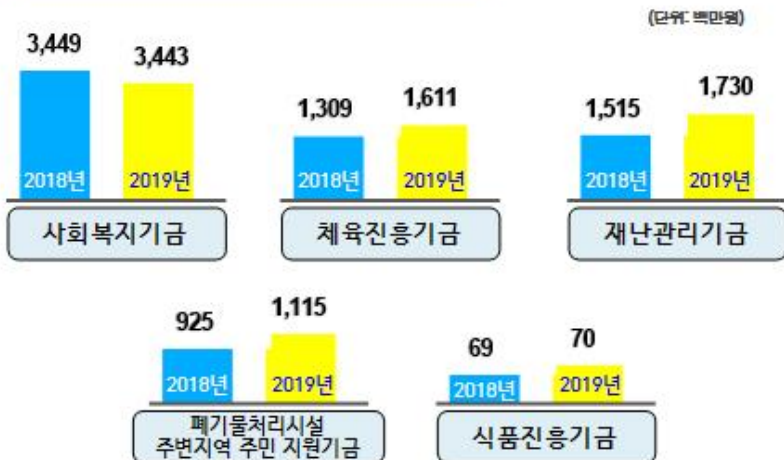 (단위: 백만원)
3,449 3,443
1,309 1,611
1,515 1,730
2018년 2019년
2018년 2019년
2018년 2019년
사회복지기금
체육진흥기금
재난관리기금
925 1,115
69 70
2018년 2019년
2018년 2019년
폐기물처리시설
주변지역 주민 지원기금
식품진흥기금